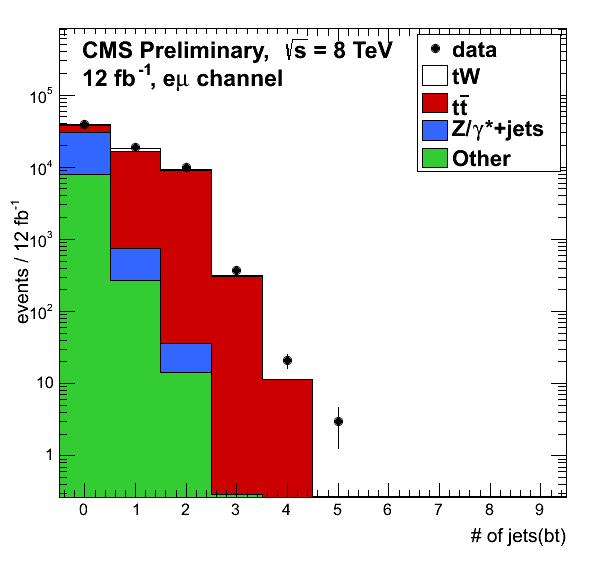 CMS Preliminary, √s = 8 TeV
12 fb⁻¹, eμ channel
data
tW
tt̄
Z/γ*+jets
Other
events / 12 fb⁻¹
10⁵
10⁴
10³
10²
10
1
0 1 2 3 4 5 6 7 8 9
# of jets(bt)